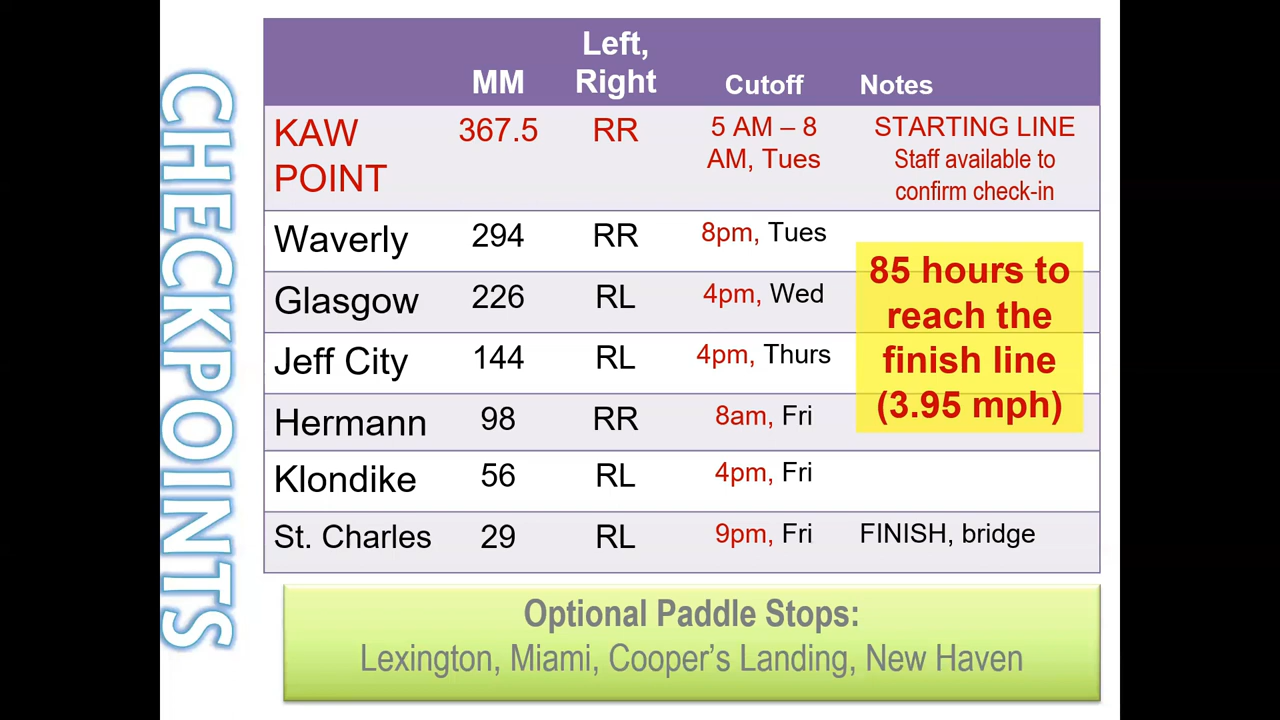 CHECKPOINTS
Left,
MM Right Cutoff Notes
KAW 367.5 RR 5 AM – 8 STARTING LINE
POINT AM, Tues Staff available to
confirm check-in
Waverly 294 RR 8pm, Tues
Glasgow 226 RL 4pm, Wed
Jeff City 144 RL 4pm, Thurs
Hermann 98 RR 8am, Fri
Klondike 56 RL 4pm, Fri
St. Charles 29 RL 9pm, Fri FINISH, bridge
85 hours to
reach the
finish line
(3.95 mph)
Optional Paddle Stops:
Lexington, Miami, Cooper’s Landing, New Haven